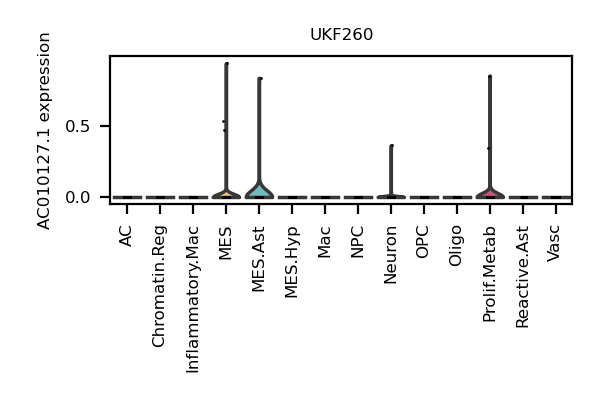 UKF260
AC010127.1 expression
0.5
0.0
AC
Chromatin.Reg
Inflammatory.Mac
MES
MES.Ast
MES.Hyp
Mac
NPC
Neuron
OPC
Oligo
Prolif.Metab
Reactive.Ast
Vasc